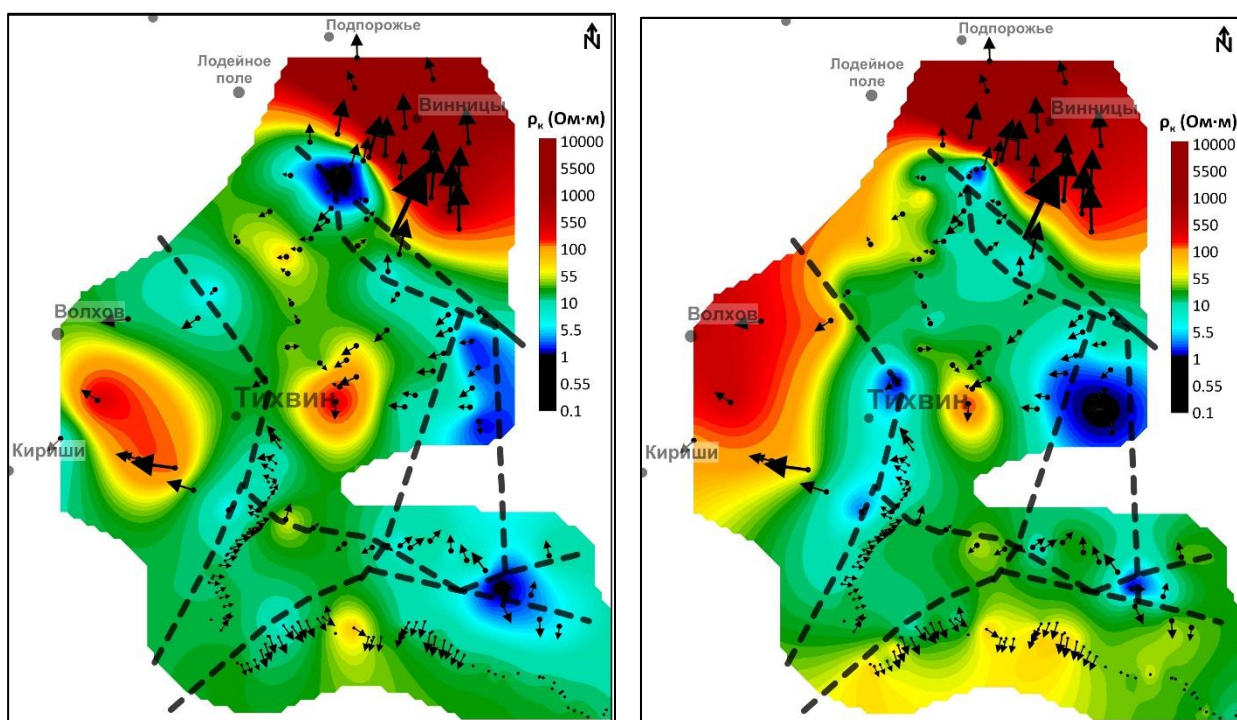 Подпорожье
N
Лодейное
поле
Винницы
ρк (Ом·м)
10000
5500
1000
550
100
55
10
5.5
1
0.55
0.1
Волхов
Тихвин
Кириши
Подпорожье
N
Лодейное
поле
Винницы
ρк (Ом·м)
10000
5500
1000
550
100
55
10
5.5
1
0.55
0.1
Волхов
Тихвин
Кириши